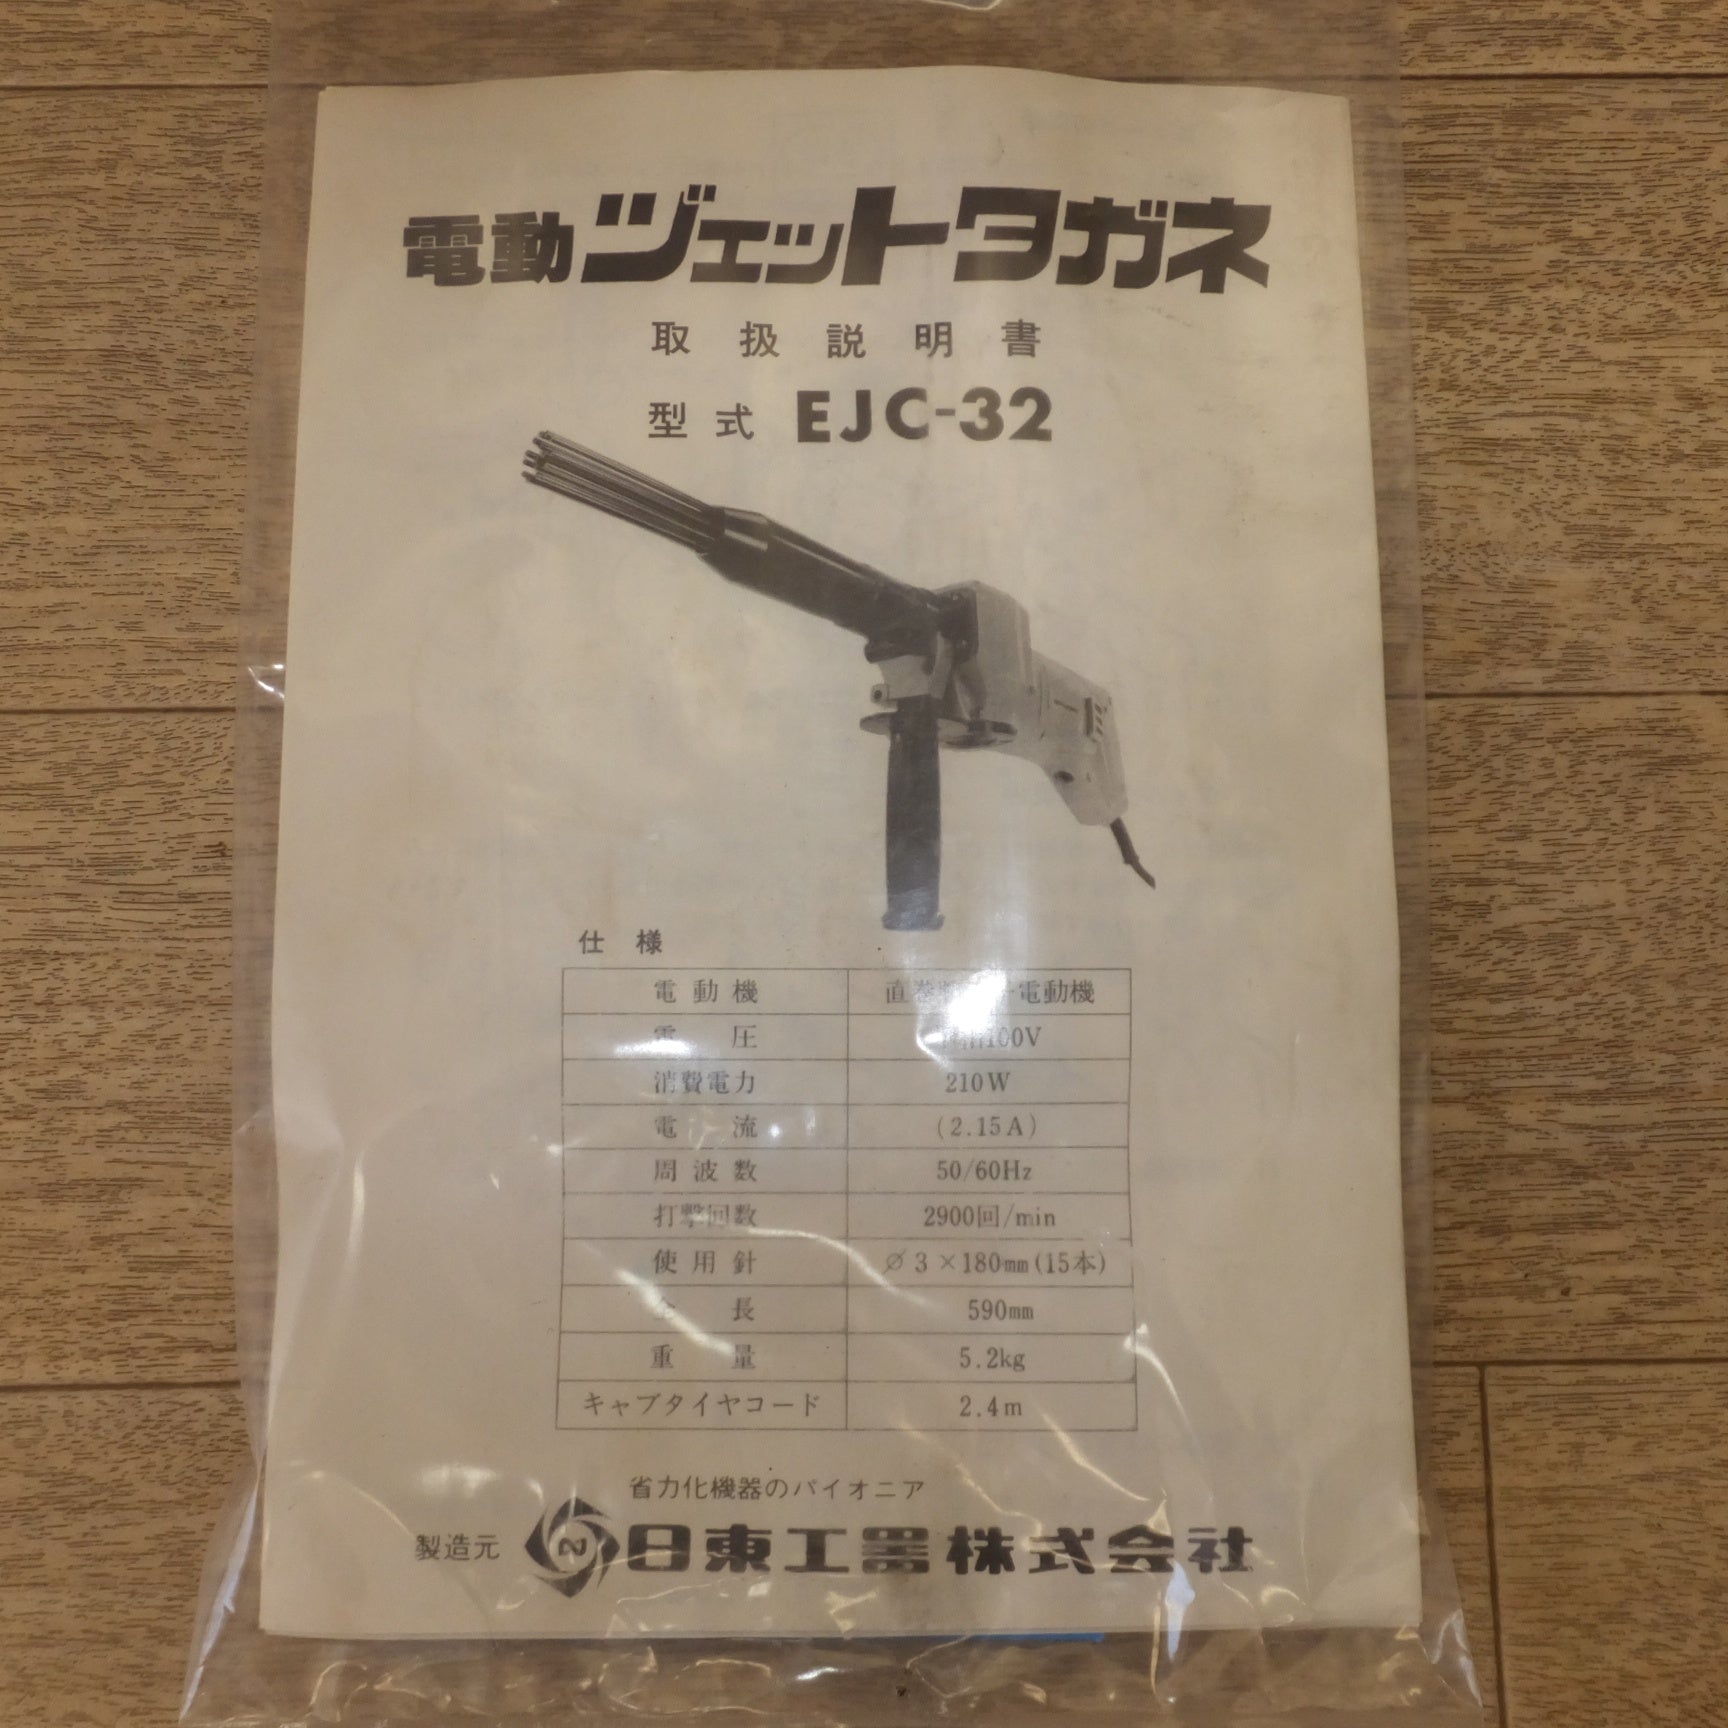 電動ジェットタガネ
取扱説明書
型式 EJC-32
仕様
電動機 電動機
電圧 100V
消費電力 210W
電流 (2.15A)
周波数 50/60Hz
打撃回数 2900回/min
使用針 ∅3×180mm(15本)
長 590mm
重量 5.2kg
キャブタイヤコード 2.4m
省力化機器のパイオニア
製造元 日東工器株式会社